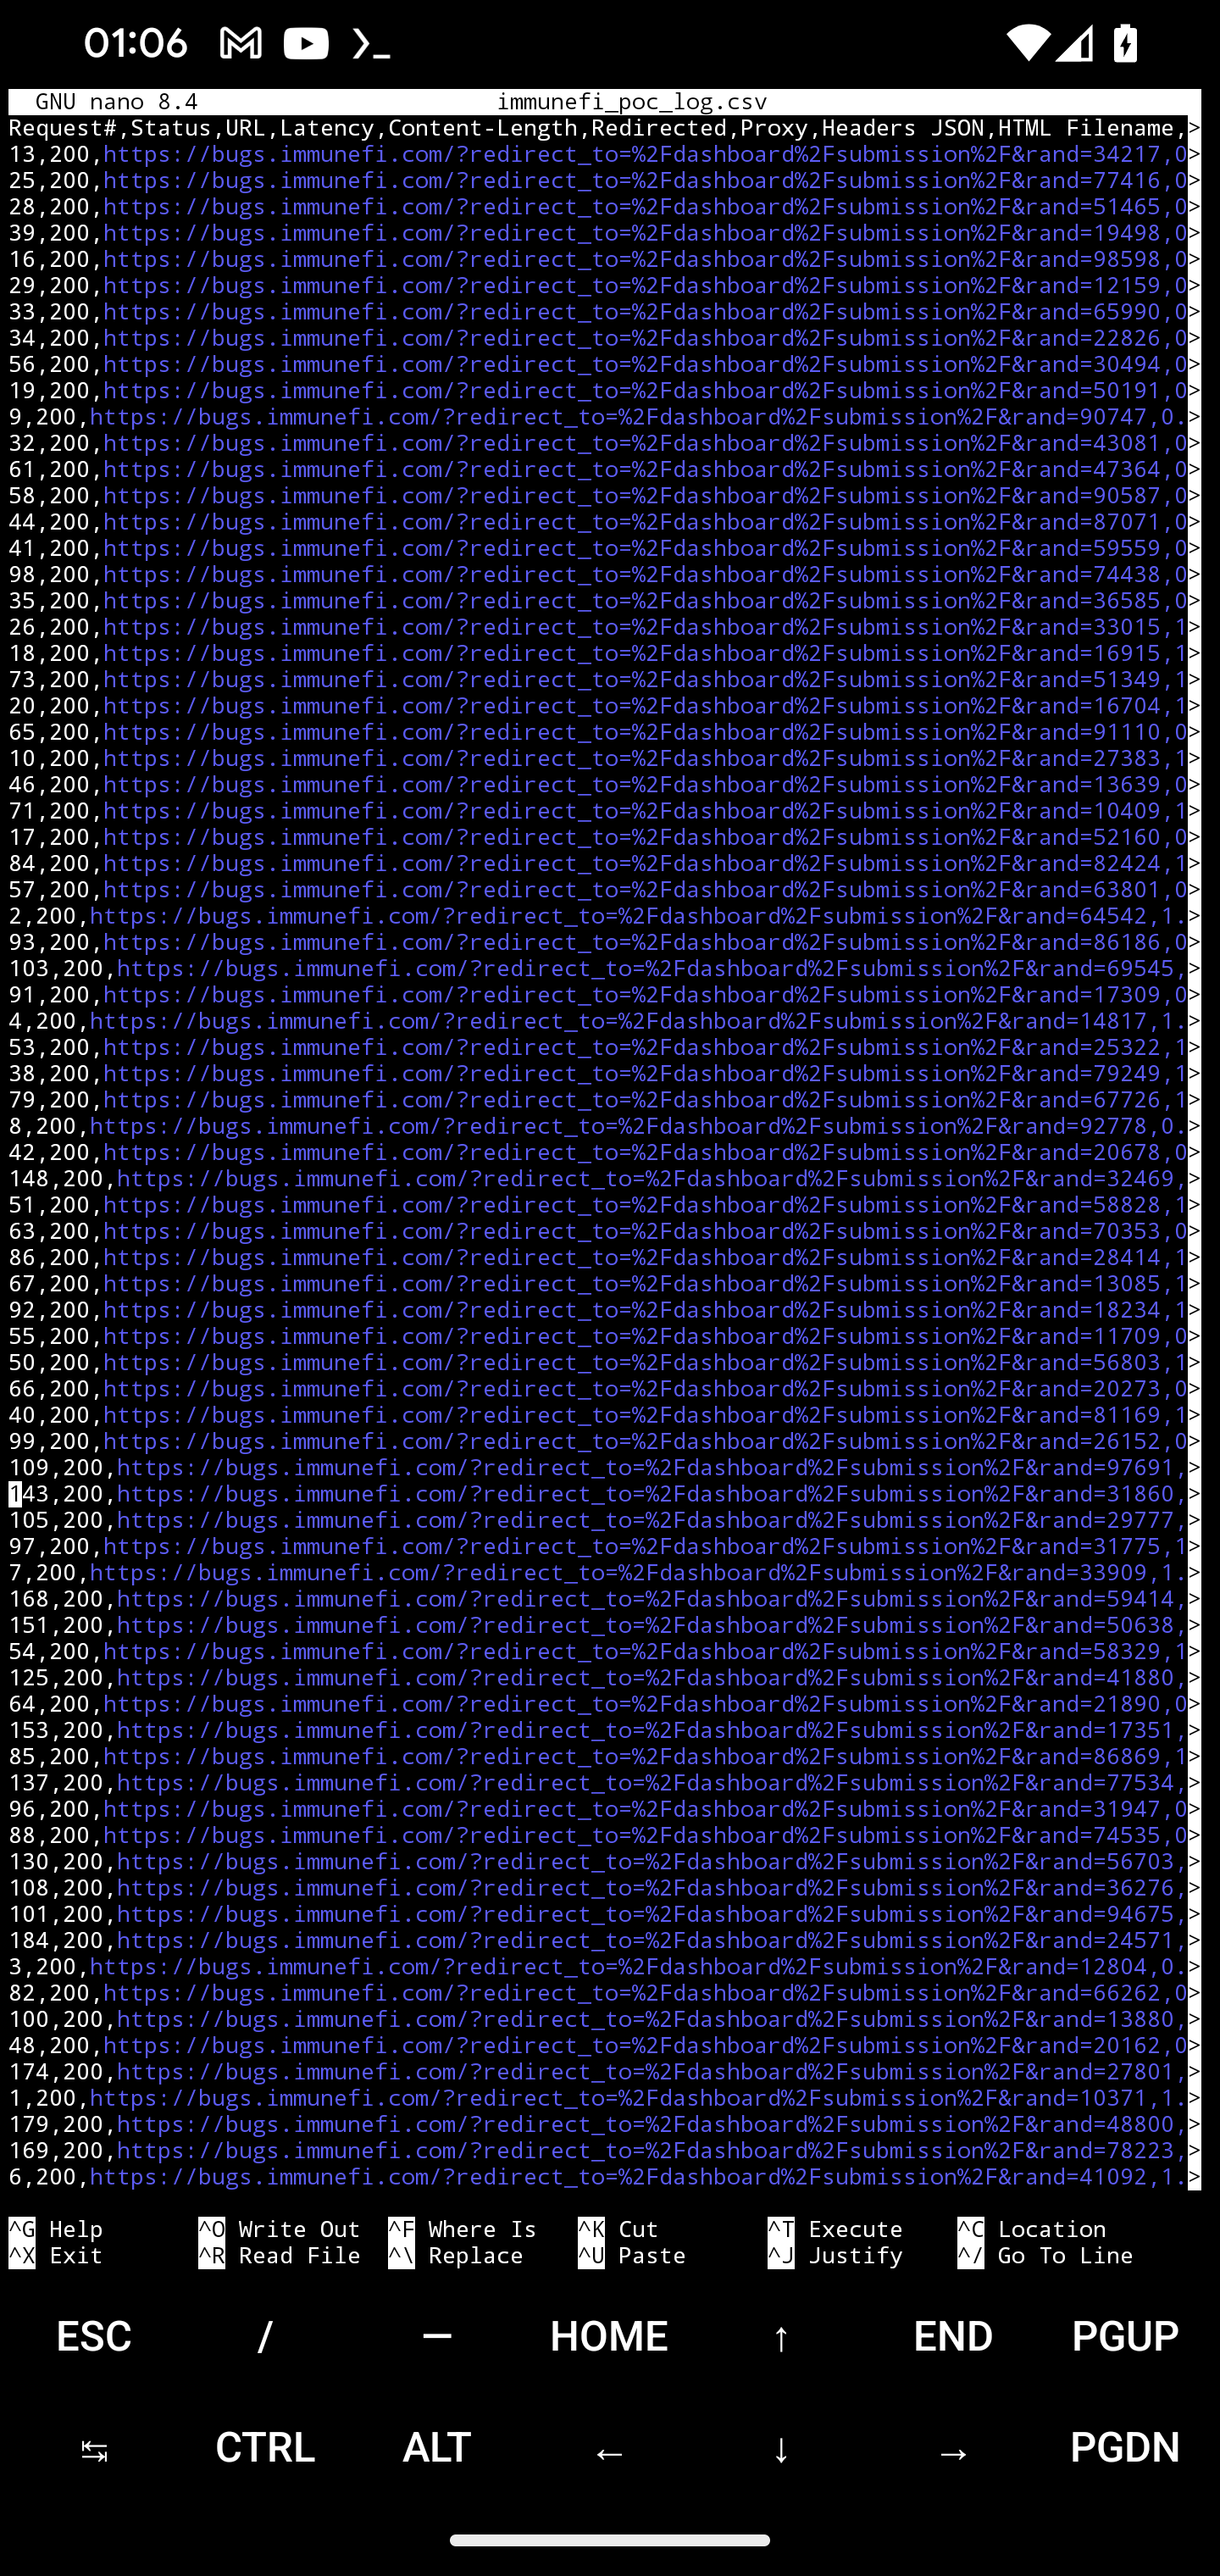 01:06
GNU nano 8.4 immunefi_poc_log.csv
Request#,Status,URL,Latency,Content-Length,Redirected,Proxy,Headers JSON,HTML Filename,>
13,200,https://bugs.immunefi.com/?redirect_to=%2Fdashboard%2Fsubmission%2F&rand=34217,0>
25,200,https://bugs.immunefi.com/?redirect_to=%2Fdashboard%2Fsubmission%2F&rand=77416,0>
28,200,https://bugs.immunefi.com/?redirect_to=%2Fdashboard%2Fsubmission%2F&rand=51465,0>
39,200,https://bugs.immunefi.com/?redirect_to=%2Fdashboard%2Fsubmission%2F&rand=19498,0>
16,200,https://bugs.immunefi.com/?redirect_to=%2Fdashboard%2Fsubmission%2F&rand=98598,0>
29,200,https://bugs.immunefi.com/?redirect_to=%2Fdashboard%2Fsubmission%2F&rand=12159,0>
33,200,https://bugs.immunefi.com/?redirect_to=%2Fdashboard%2Fsubmission%2F&rand=65990,0>
34,200,https://bugs.immunefi.com/?redirect_to=%2Fdashboard%2Fsubmission%2F&rand=22826,0>
56,200,https://bugs.immunefi.com/?redirect_to=%2Fdashboard%2Fsubmission%2F&rand=30494,0>
19,200,https://bugs.immunefi.com/?redirect_to=%2Fdashboard%2Fsubmission%2F&rand=50191,0>
9,200,https://bugs.immunefi.com/?redirect_to=%2Fdashboard%2Fsubmission%2F&rand=90747,0.>
32,200,https://bugs.immunefi.com/?redirect_to=%2Fdashboard%2Fsubmission%2F&rand=43081,0>
61,200,https://bugs.immunefi.com/?redirect_to=%2Fdashboard%2Fsubmission%2F&rand=47364,0>
58,200,https://bugs.immunefi.com/?redirect_to=%2Fdashboard%2Fsubmission%2F&rand=90587,0>
44,200,https://bugs.immunefi.com/?redirect_to=%2Fdashboard%2Fsubmission%2F&rand=87071,0>
41,200,https://bugs.immunefi.com/?redirect_to=%2Fdashboard%2Fsubmission%2F&rand=59559,0>
98,200,https://bugs.immunefi.com/?redirect_to=%2Fdashboard%2Fsubmission%2F&rand=74438,0>
35,200,https://bugs.immunefi.com/?redirect_to=%2Fdashboard%2Fsubmission%2F&rand=36585,0>
26,200,https://bugs.immunefi.com/?redirect_to=%2Fdashboard%2Fsubmission%2F&rand=33015,1>
18,200,https://bugs.immunefi.com/?redirect_to=%2Fdashboard%2Fsubmission%2F&rand=16915,1>
73,200,https://bugs.immunefi.com/?redirect_to=%2Fdashboard%2Fsubmission%2F&rand=51349,1>
20,200,https://bugs.immunefi.com/?redirect_to=%2Fdashboard%2Fsubmission%2F&rand=16704,1>
65,200,https://bugs.immunefi.com/?redirect_to=%2Fdashboard%2Fsubmission%2F&rand=91110,0>
10,200,https://bugs.immunefi.com/?redirect_to=%2Fdashboard%2Fsubmission%2F&rand=27383,1>
46,200,https://bugs.immunefi.com/?redirect_to=%2Fdashboard%2Fsubmission%2F&rand=13639,0>
71,200,https://bugs.immunefi.com/?redirect_to=%2Fdashboard%2Fsubmission%2F&rand=10409,1>
17,200,https://bugs.immunefi.com/?redirect_to=%2Fdashboard%2Fsubmission%2F&rand=52160,0>
84,200,https://bugs.immunefi.com/?redirect_to=%2Fdashboard%2Fsubmission%2F&rand=82424,1>
57,200,https://bugs.immunefi.com/?redirect_to=%2Fdashboard%2Fsubmission%2F&rand=63801,0>
2,200,https://bugs.immunefi.com/?redirect_to=%2Fdashboard%2Fsubmission%2F&rand=64542,1.>
93,200,https://bugs.immunefi.com/?redirect_to=%2Fdashboard%2Fsubmission%2F&rand=86186,0>
103,200,https://bugs.immunefi.com/?redirect_to=%2Fdashboard%2Fsubmission%2F&rand=69545,>
91,200,https://bugs.immunefi.com/?redirect_to=%2Fdashboard%2Fsubmission%2F&rand=17309,0>
4,200,https://bugs.immunefi.com/?redirect_to=%2Fdashboard%2Fsubmission%2F&rand=14817,1.>
53,200,https://bugs.immunefi.com/?redirect_to=%2Fdashboard%2Fsubmission%2F&rand=25322,1>
38,200,https://bugs.immunefi.com/?redirect_to=%2Fdashboard%2Fsubmission%2F&rand=79249,1>
79,200,https://bugs.immunefi.com/?redirect_to=%2Fdashboard%2Fsubmission%2F&rand=67726,1>
8,200,https://bugs.immunefi.com/?redirect_to=%2Fdashboard%2Fsubmission%2F&rand=92778,0.>
42,200,https://bugs.immunefi.com/?redirect_to=%2Fdashboard%2Fsubmission%2F&rand=20678,0>
148,200,https://bugs.immunefi.com/?redirect_to=%2Fdashboard%2Fsubmission%2F&rand=32469,>
51,200,https://bugs.immunefi.com/?redirect_to=%2Fdashboard%2Fsubmission%2F&rand=58828,1>
63,200,https://bugs.immunefi.com/?redirect_to=%2Fdashboard%2Fsubmission%2F&rand=70353,0>
86,200,https://bugs.immunefi.com/?redirect_to=%2Fdashboard%2Fsubmission%2F&rand=28414,1>
67,200,https://bugs.immunefi.com/?redirect_to=%2Fdashboard%2Fsubmission%2F&rand=13085,1>
92,200,https://bugs.immunefi.com/?redirect_to=%2Fdashboard%2Fsubmission%2F&rand=18234,1>
55,200,https://bugs.immunefi.com/?redirect_to=%2Fdashboard%2Fsubmission%2F&rand=11709,0>
50,200,https://bugs.immunefi.com/?redirect_to=%2Fdashboard%2Fsubmission%2F&rand=56803,1>
66,200,https://bugs.immunefi.com/?redirect_to=%2Fdashboard%2Fsubmission%2F&rand=20273,0>
40,200,https://bugs.immunefi.com/?redirect_to=%2Fdashboard%2Fsubmission%2F&rand=81169,1>
99,200,https://bugs.immunefi.com/?redirect_to=%2Fdashboard%2Fsubmission%2F&rand=26152,0>
109,200,https://bugs.immunefi.com/?redirect_to=%2Fdashboard%2Fsubmission%2F&rand=97691,>
143,200,https://bugs.immunefi.com/?redirect_to=%2Fdashboard%2Fsubmission%2F&rand=31860,>
105,200,https://bugs.immunefi.com/?redirect_to=%2Fdashboard%2Fsubmission%2F&rand=29777,>
97,200,https://bugs.immunefi.com/?redirect_to=%2Fdashboard%2Fsubmission%2F&rand=31775,1>
7,200,https://bugs.immunefi.com/?redirect_to=%2Fdashboard%2Fsubmission%2F&rand=33909,1.>
168,200,https://bugs.immunefi.com/?redirect_to=%2Fdashboard%2Fsubmission%2F&rand=59414,>
151,200,https://bugs.immunefi.com/?redirect_to=%2Fdashboard%2Fsubmission%2F&rand=50638,>
54,200,https://bugs.immunefi.com/?redirect_to=%2Fdashboard%2Fsubmission%2F&rand=58329,1>
125,200,https://bugs.immunefi.com/?redirect_to=%2Fdashboard%2Fsubmission%2F&rand=41880,>
64,200,https://bugs.immunefi.com/?redirect_to=%2Fdashboard%2Fsubmission%2F&rand=21890,0>
153,200,https://bugs.immunefi.com/?redirect_to=%2Fdashboard%2Fsubmission%2F&rand=17351,>
85,200,https://bugs.immunefi.com/?redirect_to=%2Fdashboard%2Fsubmission%2F&rand=86869,1>
137,200,https://bugs.immunefi.com/?redirect_to=%2Fdashboard%2Fsubmission%2F&rand=77534,>
96,200,https://bugs.immunefi.com/?redirect_to=%2Fdashboard%2Fsubmission%2F&rand=31947,0>
88,200,https://bugs.immunefi.com/?redirect_to=%2Fdashboard%2Fsubmission%2F&rand=74535,0>
130,200,https://bugs.immunefi.com/?redirect_to=%2Fdashboard%2Fsubmission%2F&rand=56703,>
108,200,https://bugs.immunefi.com/?redirect_to=%2Fdashboard%2Fsubmission%2F&rand=36276,>
101,200,https://bugs.immunefi.com/?redirect_to=%2Fdashboard%2Fsubmission%2F&rand=94675,>
184,200,https://bugs.immunefi.com/?redirect_to=%2Fdashboard%2Fsubmission%2F&rand=24571,>
3,200,https://bugs.immunefi.com/?redirect_to=%2Fdashboard%2Fsubmission%2F&rand=12804,0.>
82,200,https://bugs.immunefi.com/?redirect_to=%2Fdashboard%2Fsubmission%2F&rand=66262,0>
100,200,https://bugs.immunefi.com/?redirect_to=%2Fdashboard%2Fsubmission%2F&rand=13880,>
48,200,https://bugs.immunefi.com/?redirect_to=%2Fdashboard%2Fsubmission%2F&rand=20162,0>
174,200,https://bugs.immunefi.com/?redirect_to=%2Fdashboard%2Fsubmission%2F&rand=27801,>
1,200,https://bugs.immunefi.com/?redirect_to=%2Fdashboard%2Fsubmission%2F&rand=10371,1.>
179,200,https://bugs.immunefi.com/?redirect_to=%2Fdashboard%2Fsubmission%2F&rand=48800,>
169,200,https://bugs.immunefi.com/?redirect_to=%2Fdashboard%2Fsubmission%2F&rand=78223,>
6,200,https://bugs.immunefi.com/?redirect_to=%2Fdashboard%2Fsubmission%2F&rand=41092,1.>
^G Help ^O Write Out ^F Where Is ^K Cut ^T Execute ^C Location
^X Exit ^R Read File ^\ Replace ^U Paste ^J Justify ^/ Go To Line
ESC / — HOME ↑ END PGUP
↹ CTRL ALT ← ↓ → PGDN